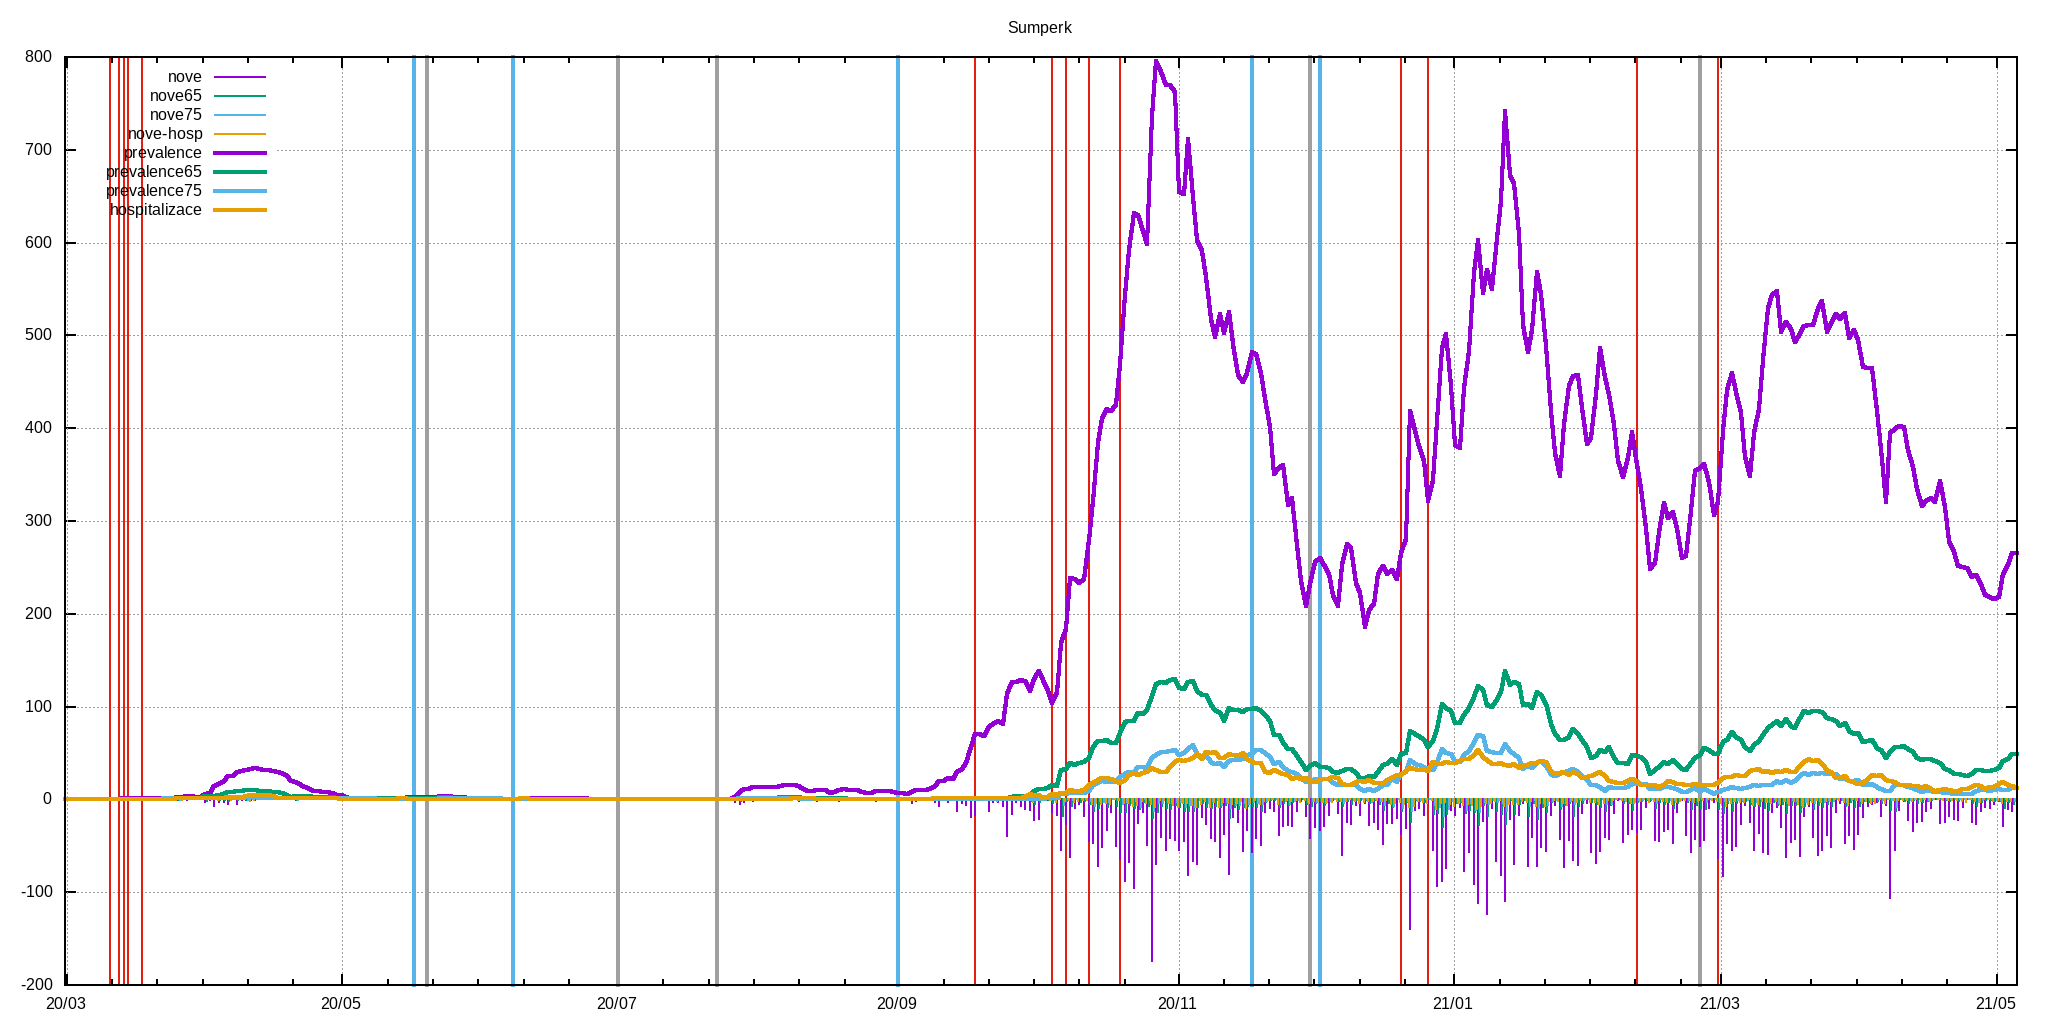 Sumperk
800
700
600
500
400
300
200
100
0
-100
-200
nove
nove65
nove75
nove-hosp
prevalence
prevalence65
prevalence75
hospitalizace
20/03 20/05 20/07 20/09 20/11 21/01 21/03 21/05